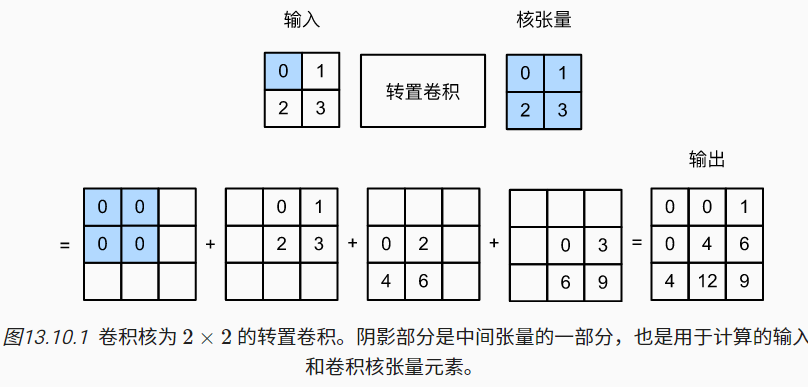 输入 核张量
0 1 转置卷积 0 1
2 3 2 3
输出
0 0 0 1 0 0 1
= 0 0 + 2 3 + 0 2 + 0 3 = 0 4 6
4 6 6 9 4 12 9
图13.10.1 卷积核为 2 × 2 的转置卷积。阴影部分是中间张量的一部分，也是用于计算的输入
和卷积核张量元素。